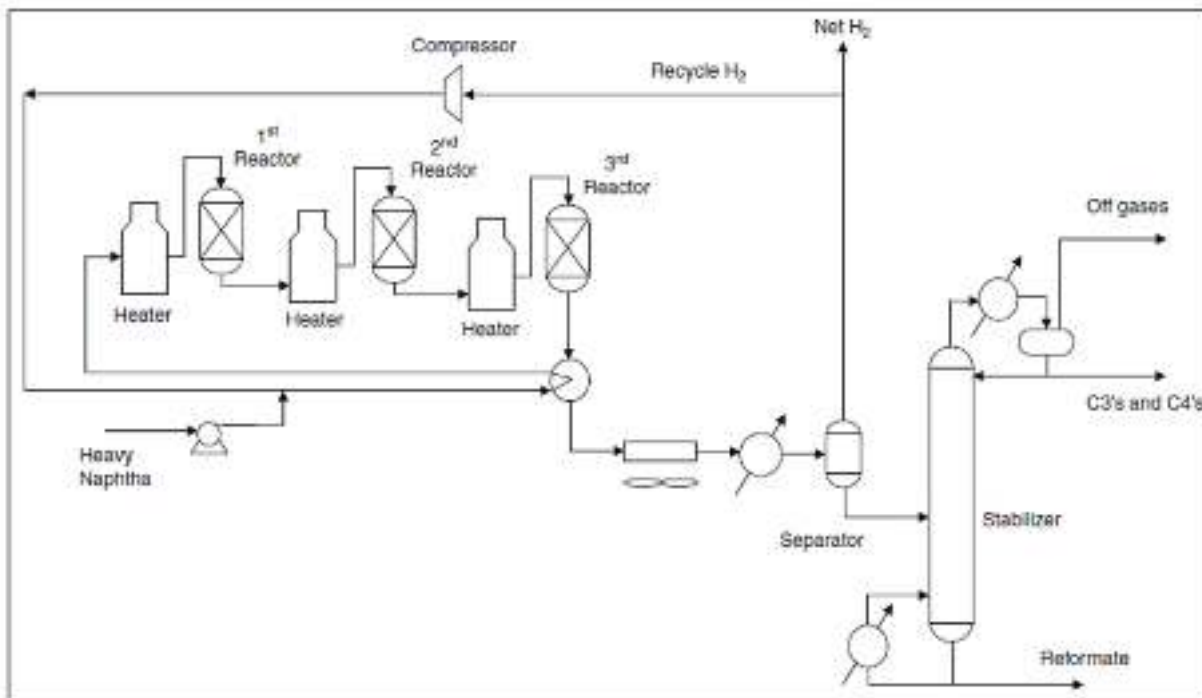 Net H₂
Compressor
Recycle H₂
1st
Reactor
2nd
Reactor
3rd
Reactor
Off gases
Heater
Heater
Heater
C3's and C4's
Heavy
Naphtha
Stabilizer
Separator
Reformate